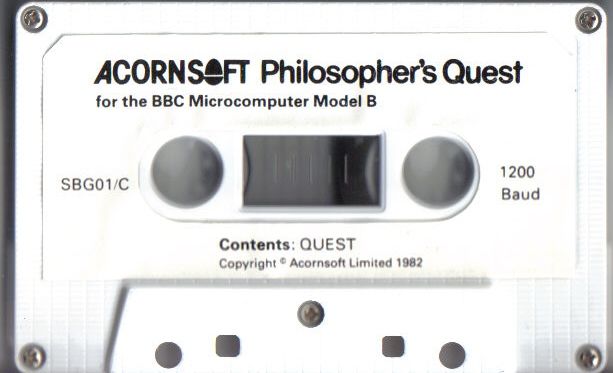 ACORNSOFT Philosopher's Quest
for the BBC Microcomputer Model B
SBG01/C
1200
Baud
Contents: QUEST
Copyright © Acornsoft Limited 1982